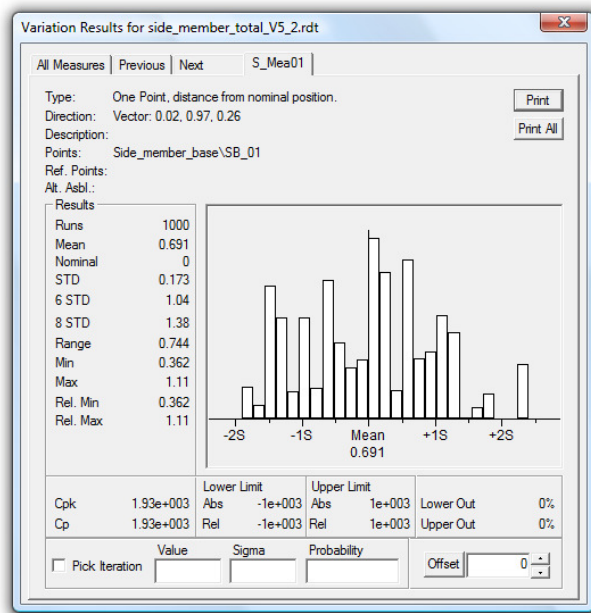 Variation Results for side_member_total_V5_2.rdt
All Measures Previous Next S_Mea01
Type: One Point, distance from nominal position.
Print
Direction: Vector: 0.02, 0.97, 0.26
Print All
Description:
Points: Side_member_base\SB_01
Ref. Points:
Alt. Asbl.:
Results
Runs 1000
Mean 0.691
Nominal 0
STD 0.173
6 STD 1.04
8 STD 1.38
Range 0.744
Min 0.362
Max 1.11
Rel. Min 0.362
Rel. Max 1.11
-2S -1S Mean +1S +2S
0.691
Lower Limit Upper Limit
Cpk 1.93e+003 Abs -1e+003 Abs 1e+003 Lower Out 0%
Cp 1.93e+003 Rel -1e+003 Rel 1e+003 Upper Out 0%
Value Sigma Probability
Pick Iteration Offset 0